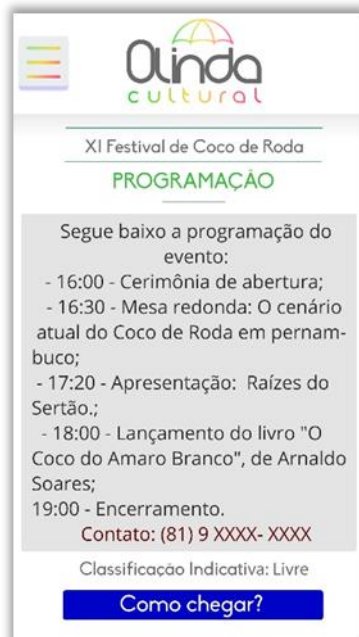 Olinda
cultural
XI Festival de Coco de Roda
PROGRAMAÇÃO
Segue baixo a programação do
evento:
- 16:00 - Cerimônia de abertura;
- 16:30 - Mesa redonda: O cenário
atual do Coco de Roda em pernam-
buco;
- 17:20 - Apresentação: Raízes do
Sertão.;
- 18:00 - Lançamento do livro "O
Coco do Amaro Branco", de Arnaldo
Soares;
19:00 - Encerramento.
Contato: (81) 9 XXXX- XXXX
Classificação Indicativa: Livre
Como chegar?